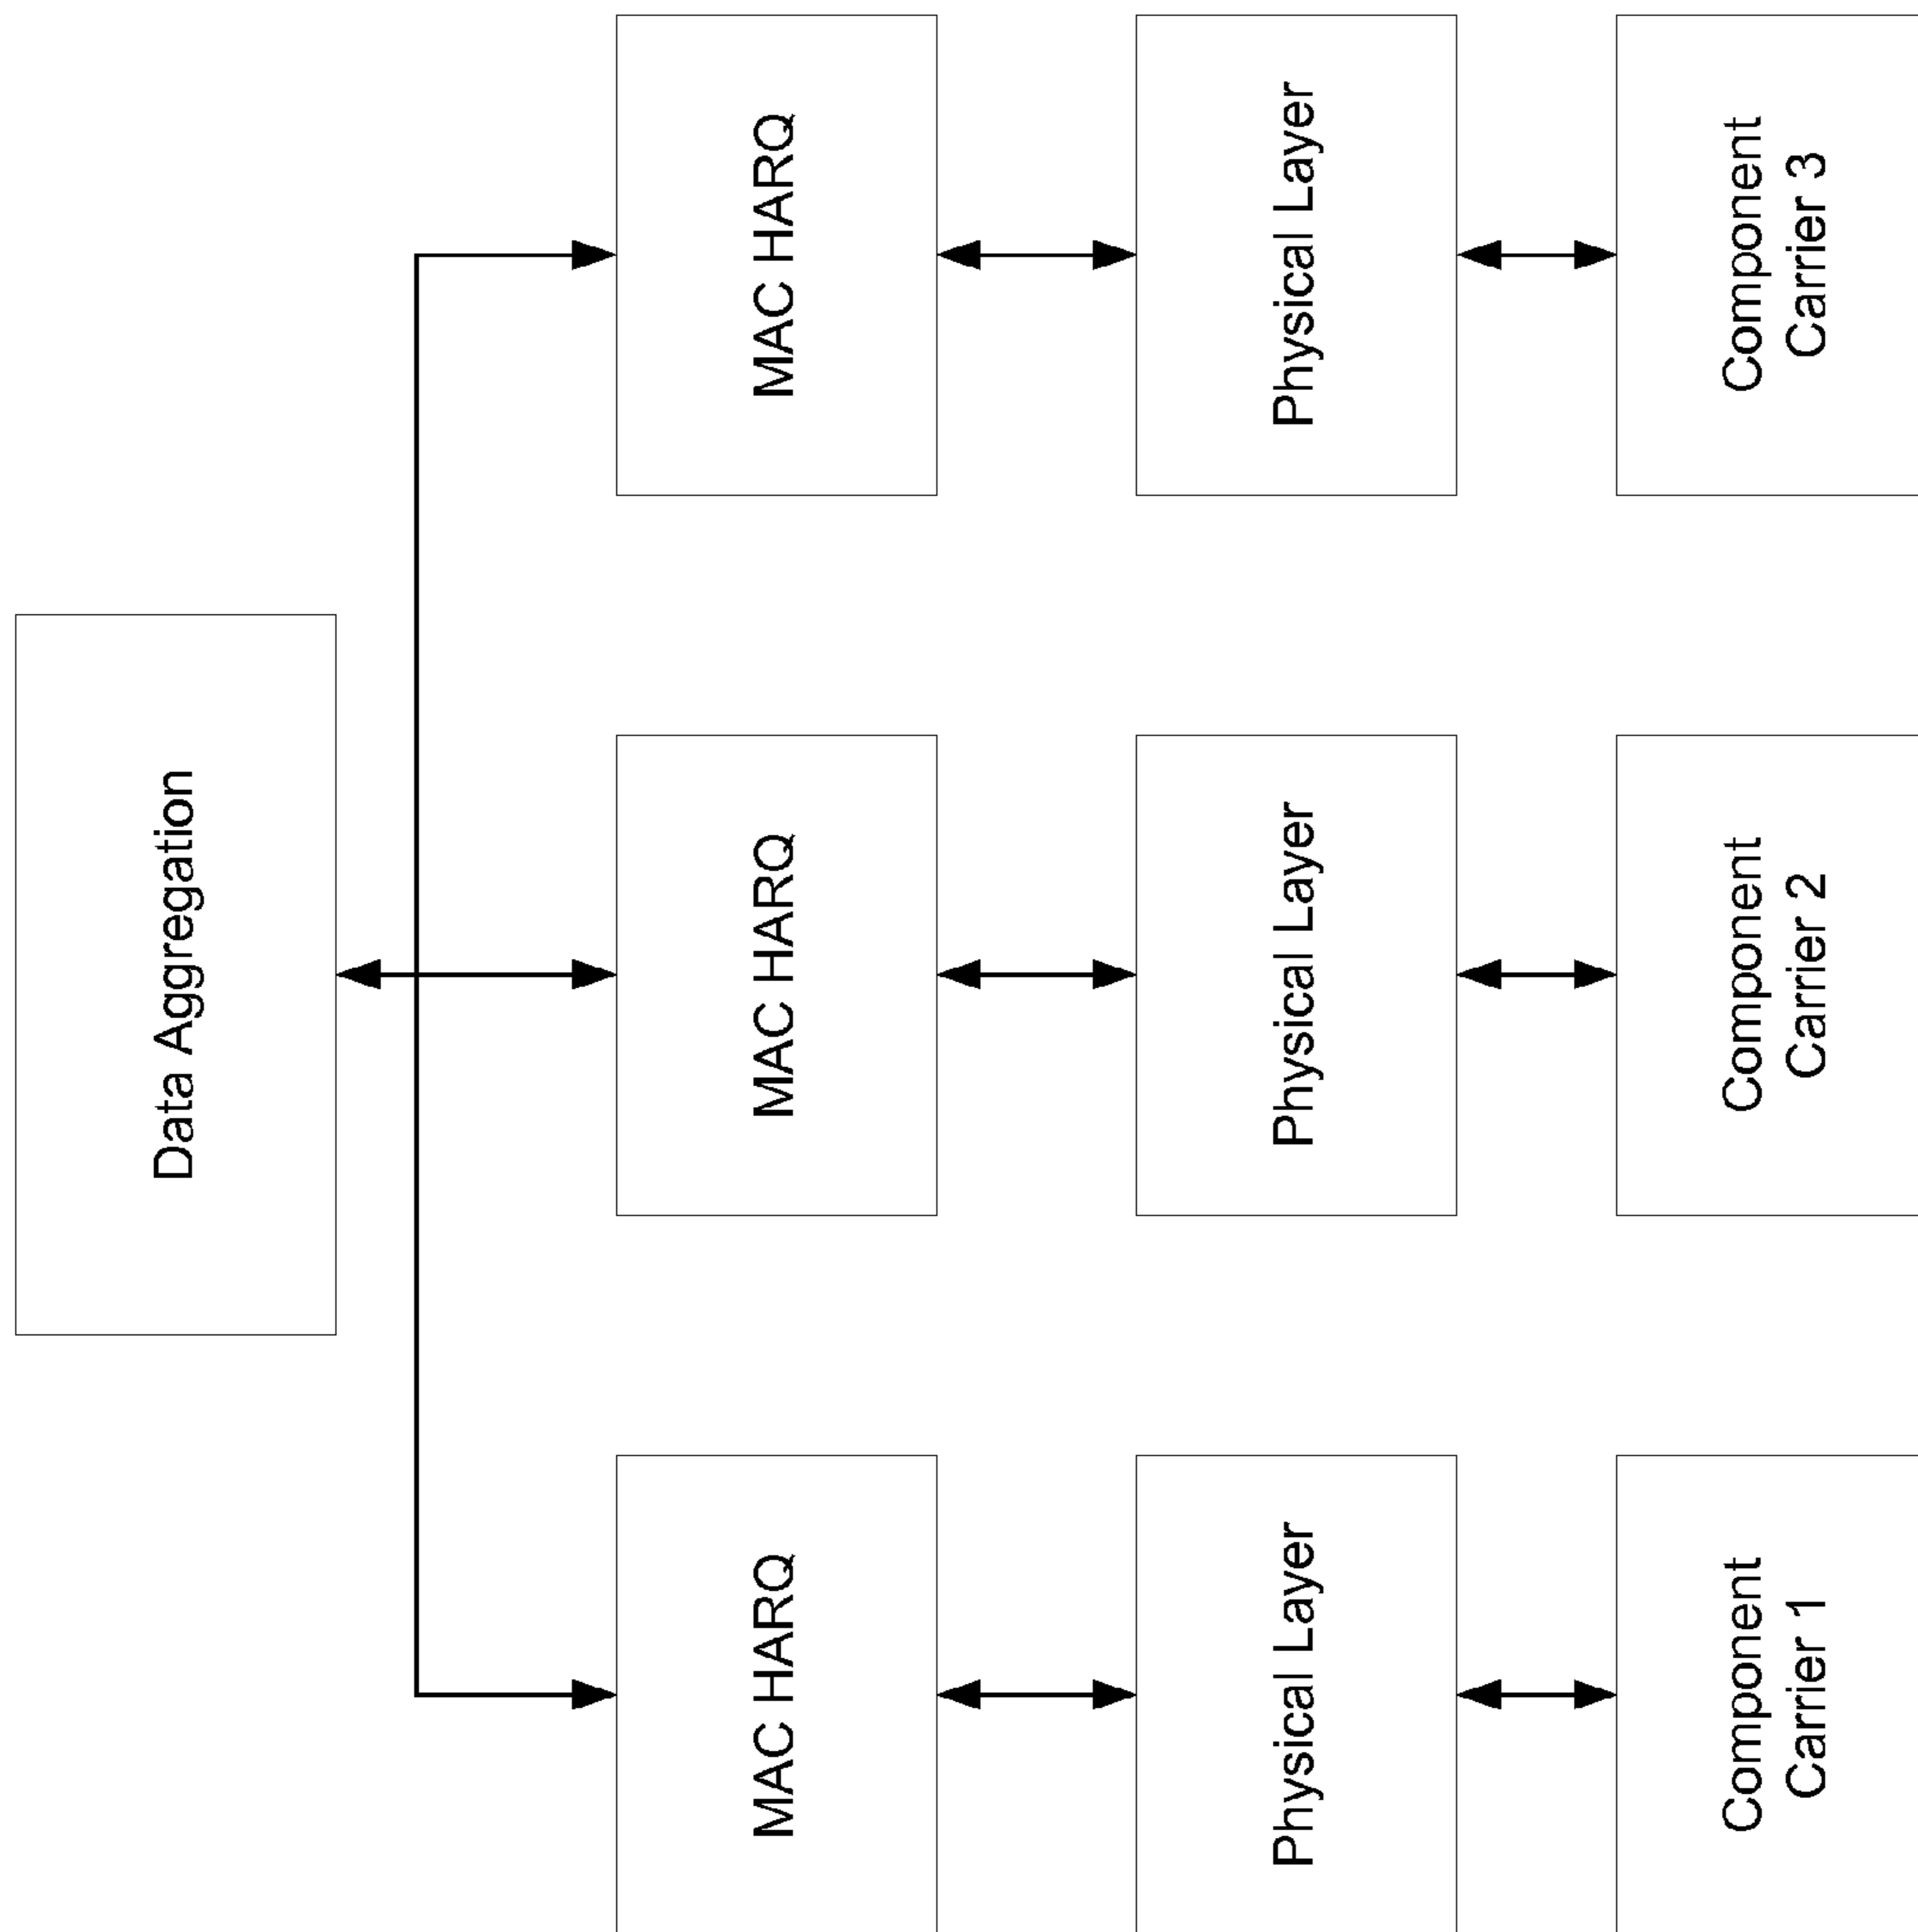 Data Aggregation
MAC HARQ
MAC HARQ
MAC HARQ
Physical Layer
Physical Layer
Physical Layer
Component
Carrier 1
Component
Carrier 2
Component
Carrier 3